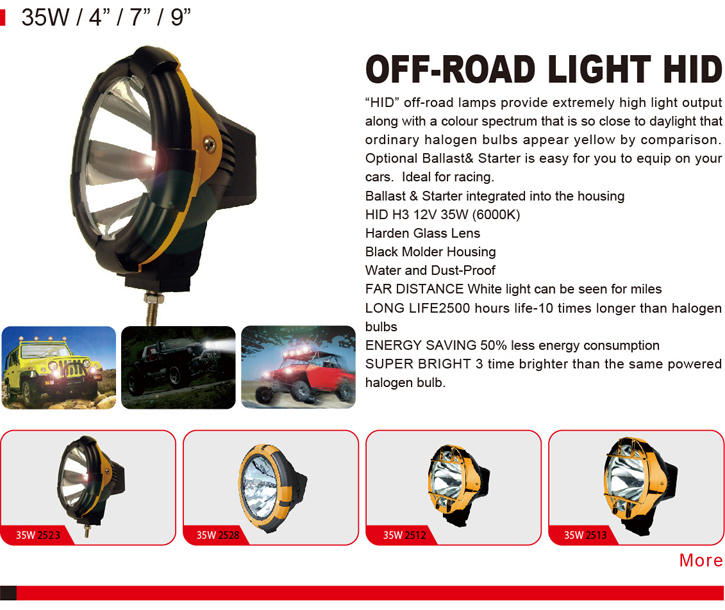 35W / 4” / 7” / 9”
OFF-ROAD LIGHT HID
“HID” off-road lamps provide extremely high light output
along with a colour spectrum that is so close to daylight that
ordinary halogen bulbs appear yellow by comparison.
Optional Ballast& Starter is easy for you to equip on your
cars. Ideal for racing.
Ballast & Starter integrated into the housing
HID H3 12V 35W (6000K)
Harden Glass Lens
Black Molder Housing
Water and Dust-Proof
FAR DISTANCE White light can be seen for miles
LONG LIFE2500 hours life-10 times longer than halogen
bulbs
ENERGY SAVING 50% less energy consumption
SUPER BRIGHT 3 time brighter than the same powered
halogen bulb.
35W 2523
35W 2528
35W 2512
35W 2513
More